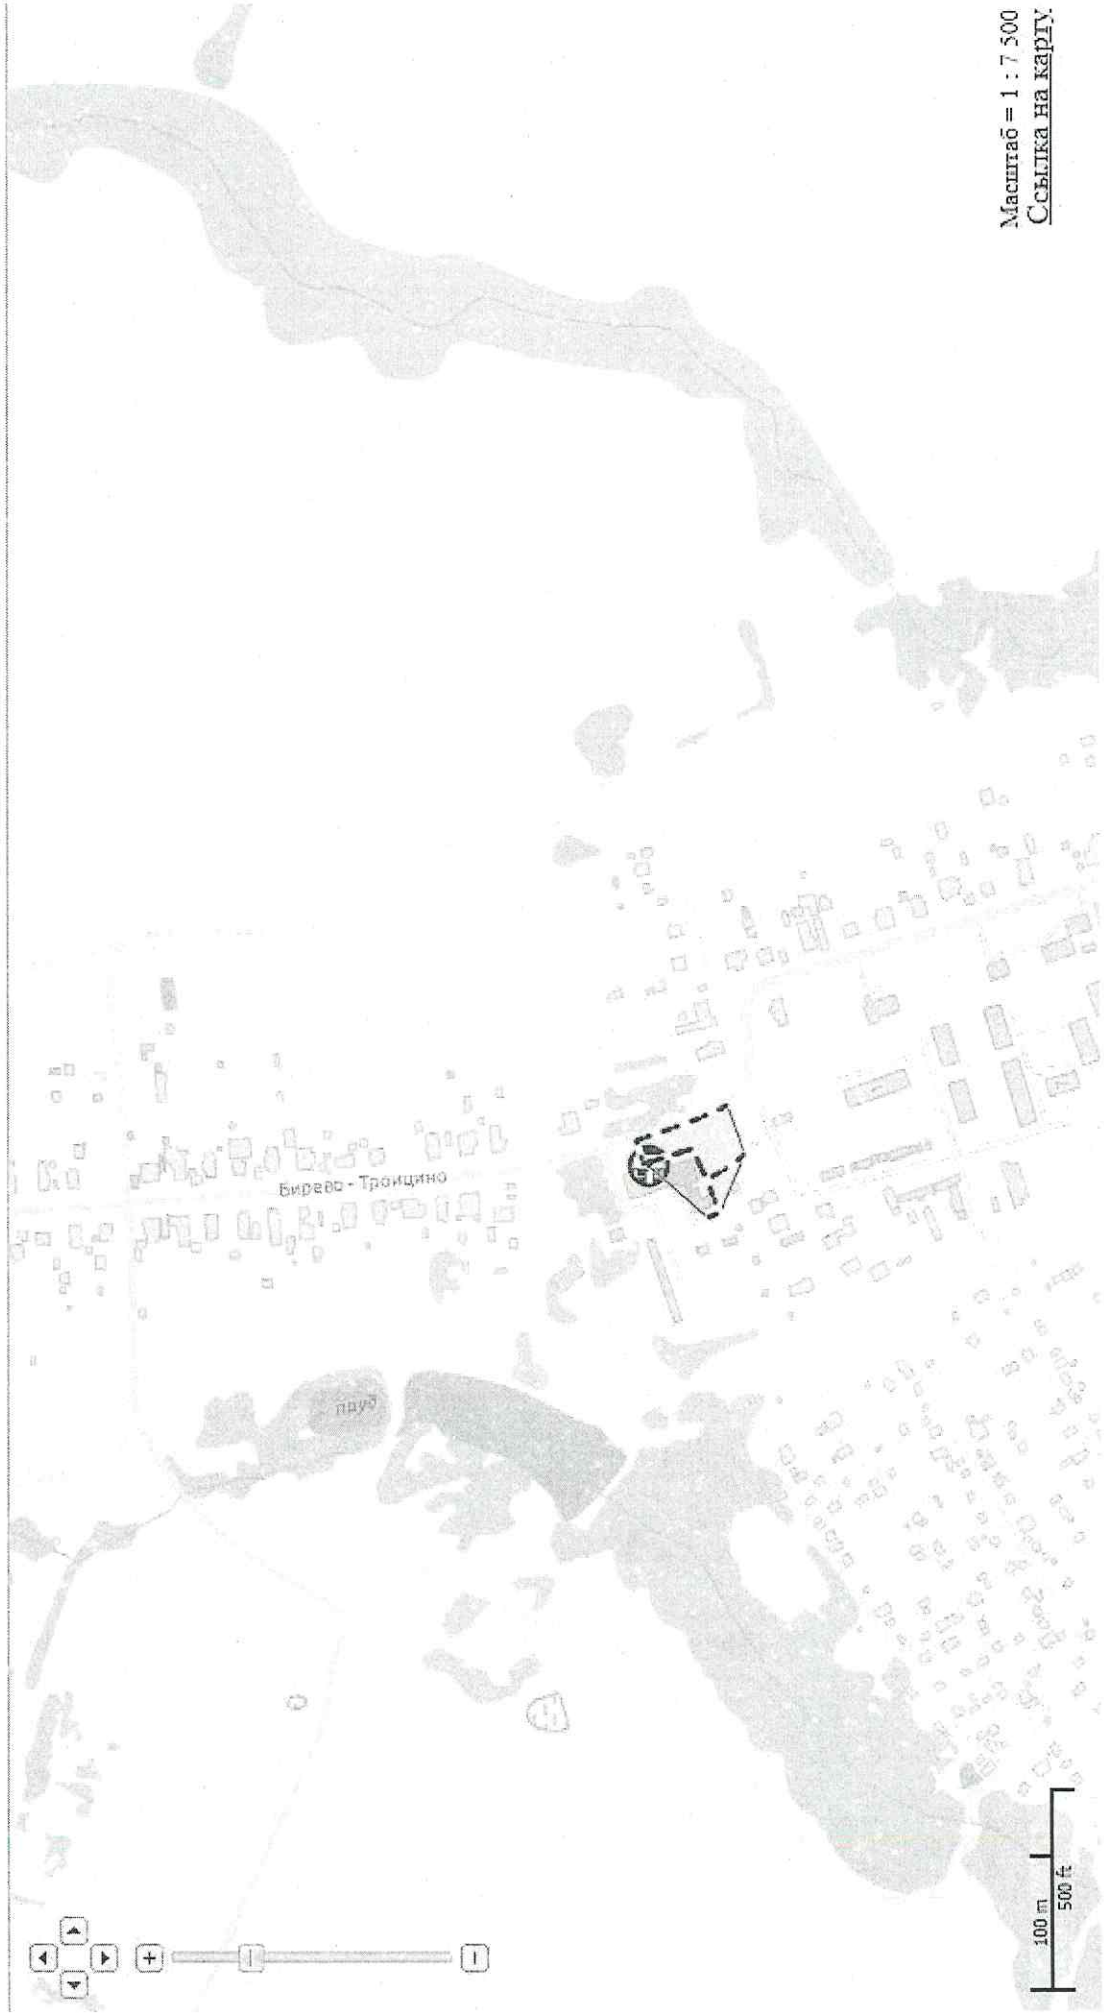 Бирево-Троицино
пруд
100 m
500 ft
Масштаб = 1 : 7 500
Ссылка на карту